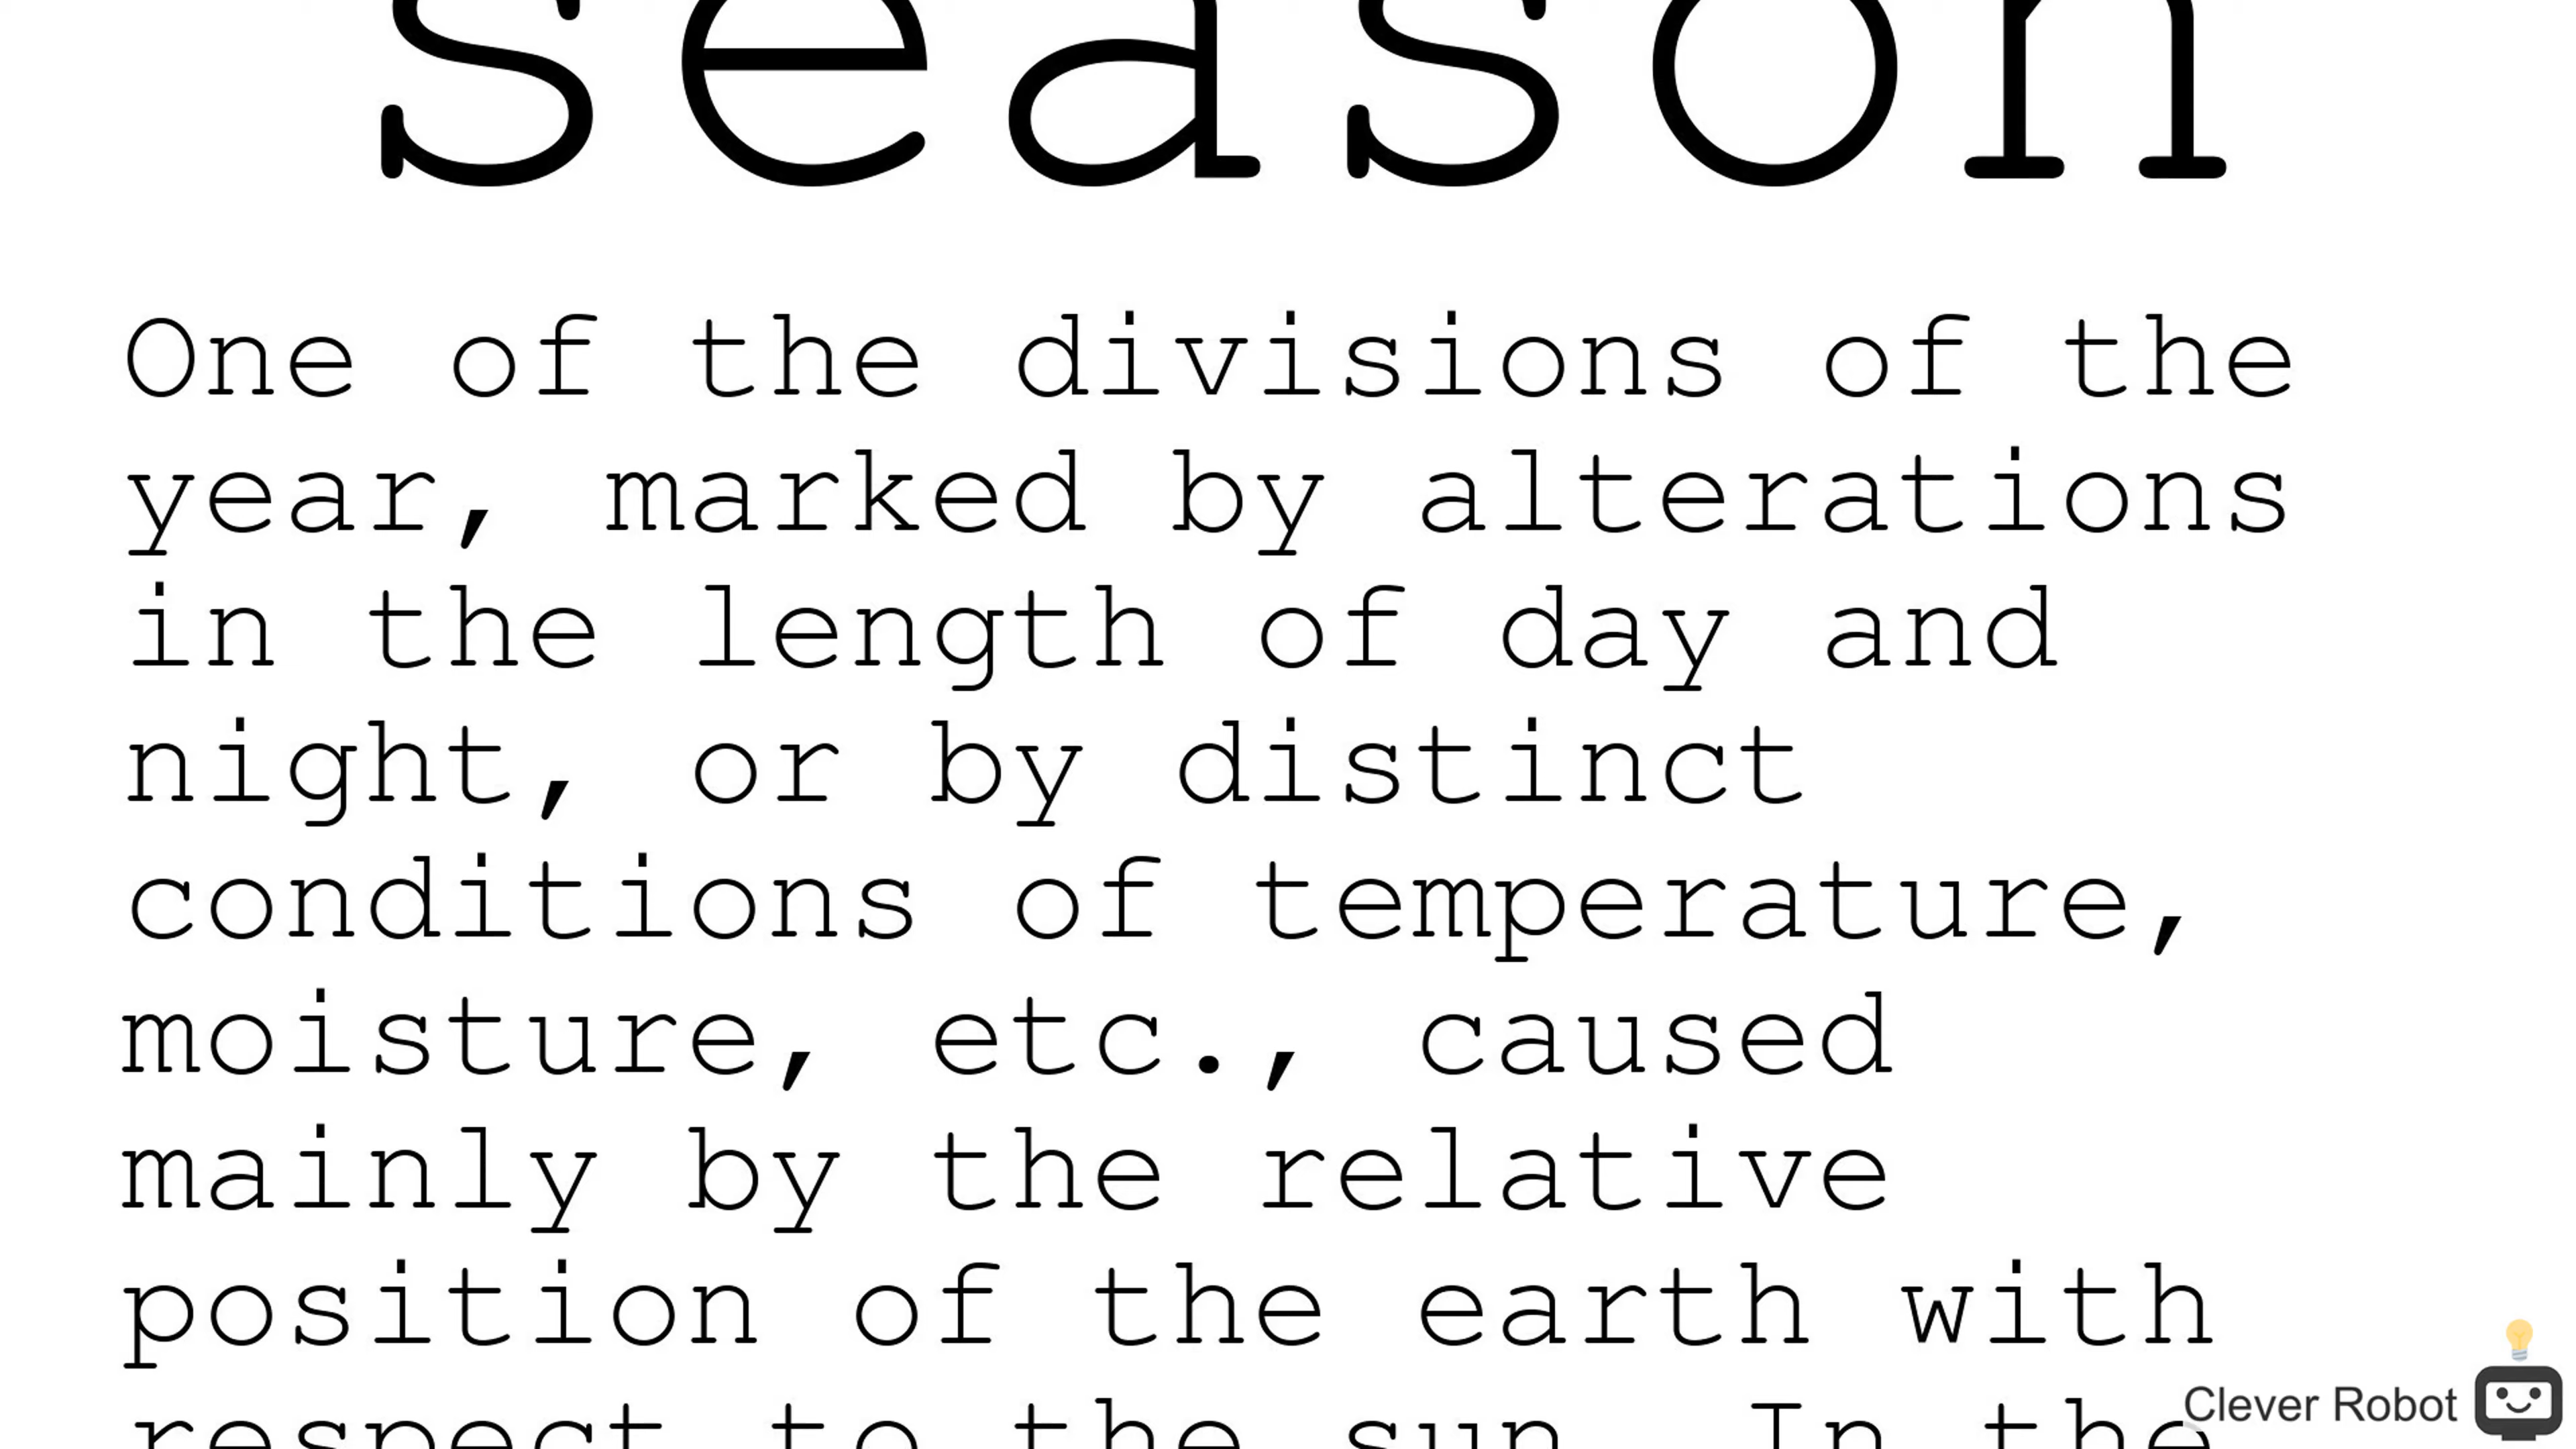 season
One of the divisions of the
year, marked by alterations
in the length of day and
night, or by distinct
conditions of temperature,
moisture, etc., caused
mainly by the relative
position of the earth with
respect to the sun. In the
Clever Robot